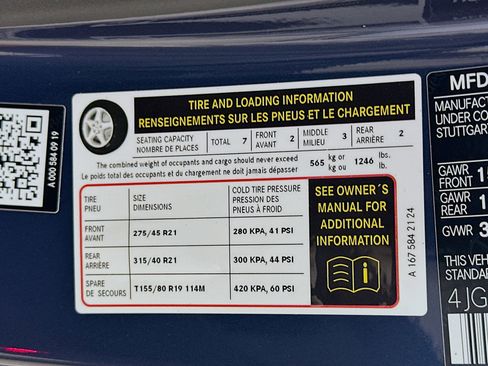 TIRE AND LOADING INFORMATION
RENSEIGNEMENTS SUR LES PNEUS ET LE CHARGEMENT
SEATING CAPACITY
NOMBRE DE PLACES
TOTAL 7
FRONT
AVANT 2
MIDDLE
MILIEU 3
REAR
ARRIÈRE 2
The combined weight of occupants and cargo should never exceed
Le poids total des occupants et du chargement ne doit jamais dépasser
565 kg or
kg ou
1246 lbs.
lb.
TIRE
PNEU
SIZE
DIMENSIONS
COLD TIRE PRESSURE
PRESSION DES
PNEUS À FROID
FRONT
AVANT
275/45 R21
280 KPA, 41 PSI
REAR
ARRIÈRE
315/40 R21
300 KPA, 44 PSI
SPARE
DE SECOURS
T155/80 R19 114M
420 KPA, 60 PSI
SEE OWNER´S
MANUAL FOR
ADDITIONAL
INFORMATION
A 167 584 21 24
A 000 584 09 19
MFD
MANUFACT
UNDER CO
STUTTGAR
GAWR
FRONT 1
GAWR
REAR 1
GVWR 3
THIS VEH
STANDAR
4JG